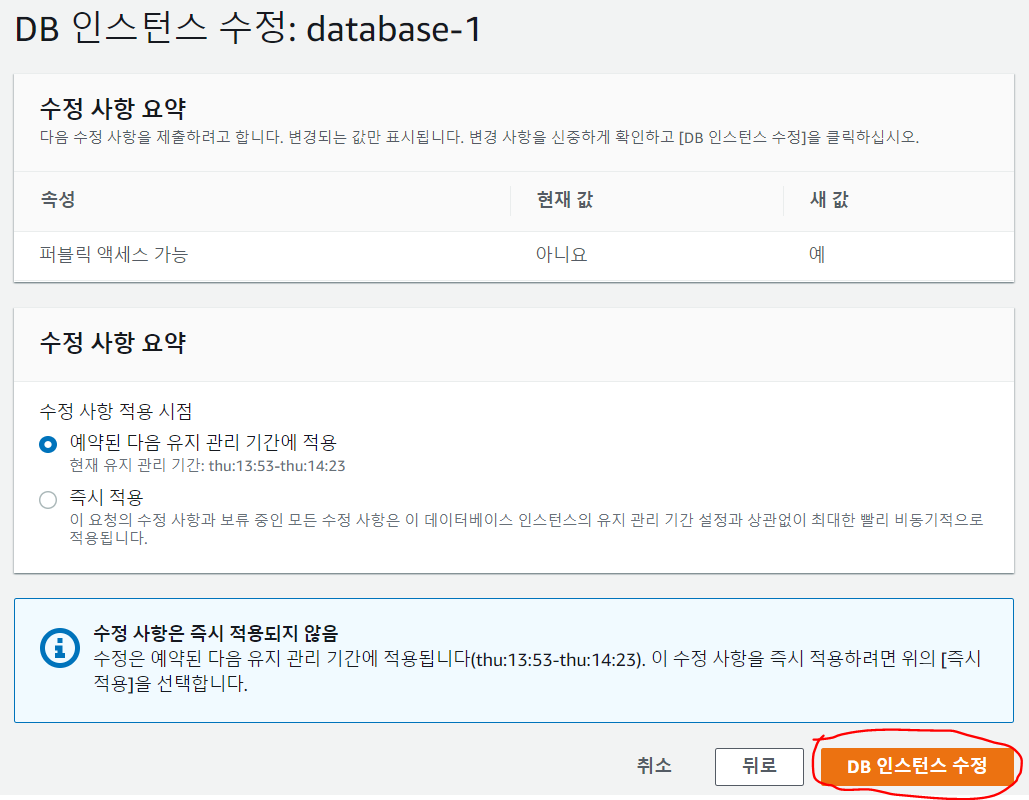 DB 인스턴스 수정: database-1
수정 사항 요약
다음 수정 사항을 제출하려고 합니다. 변경되는 값만 표시됩니다. 변경 사항을 신중하게 확인하고 [DB 인스턴스 수정]을 클릭하십시오.
속성 현재 값 새 값
퍼블릭 액세스 가능 아니요 예
수정 사항 요약
수정 사항 적용 시점
예약된 다음 유지 관리 기간에 적용
현재 유지 관리 기간: thu:13:53-thu:14:23
즉시 적용
이 요청의 수정 사항과 보류 중인 모든 수정 사항은 이 데이터베이스 인스턴스의 유지 관리 기간 설정과 상관없이 최대한 빨리 비동기적으로
적용됩니다.
수정 사항은 즉시 적용되지 않음
수정은 예약된 다음 유지 관리 기간에 적용됩니다(thu:13:53-thu:14:23). 이 수정 사항을 즉시 적용하려면 위의 [즉시
적용]을 선택합니다.
취소 뒤로 DB 인스턴스 수정